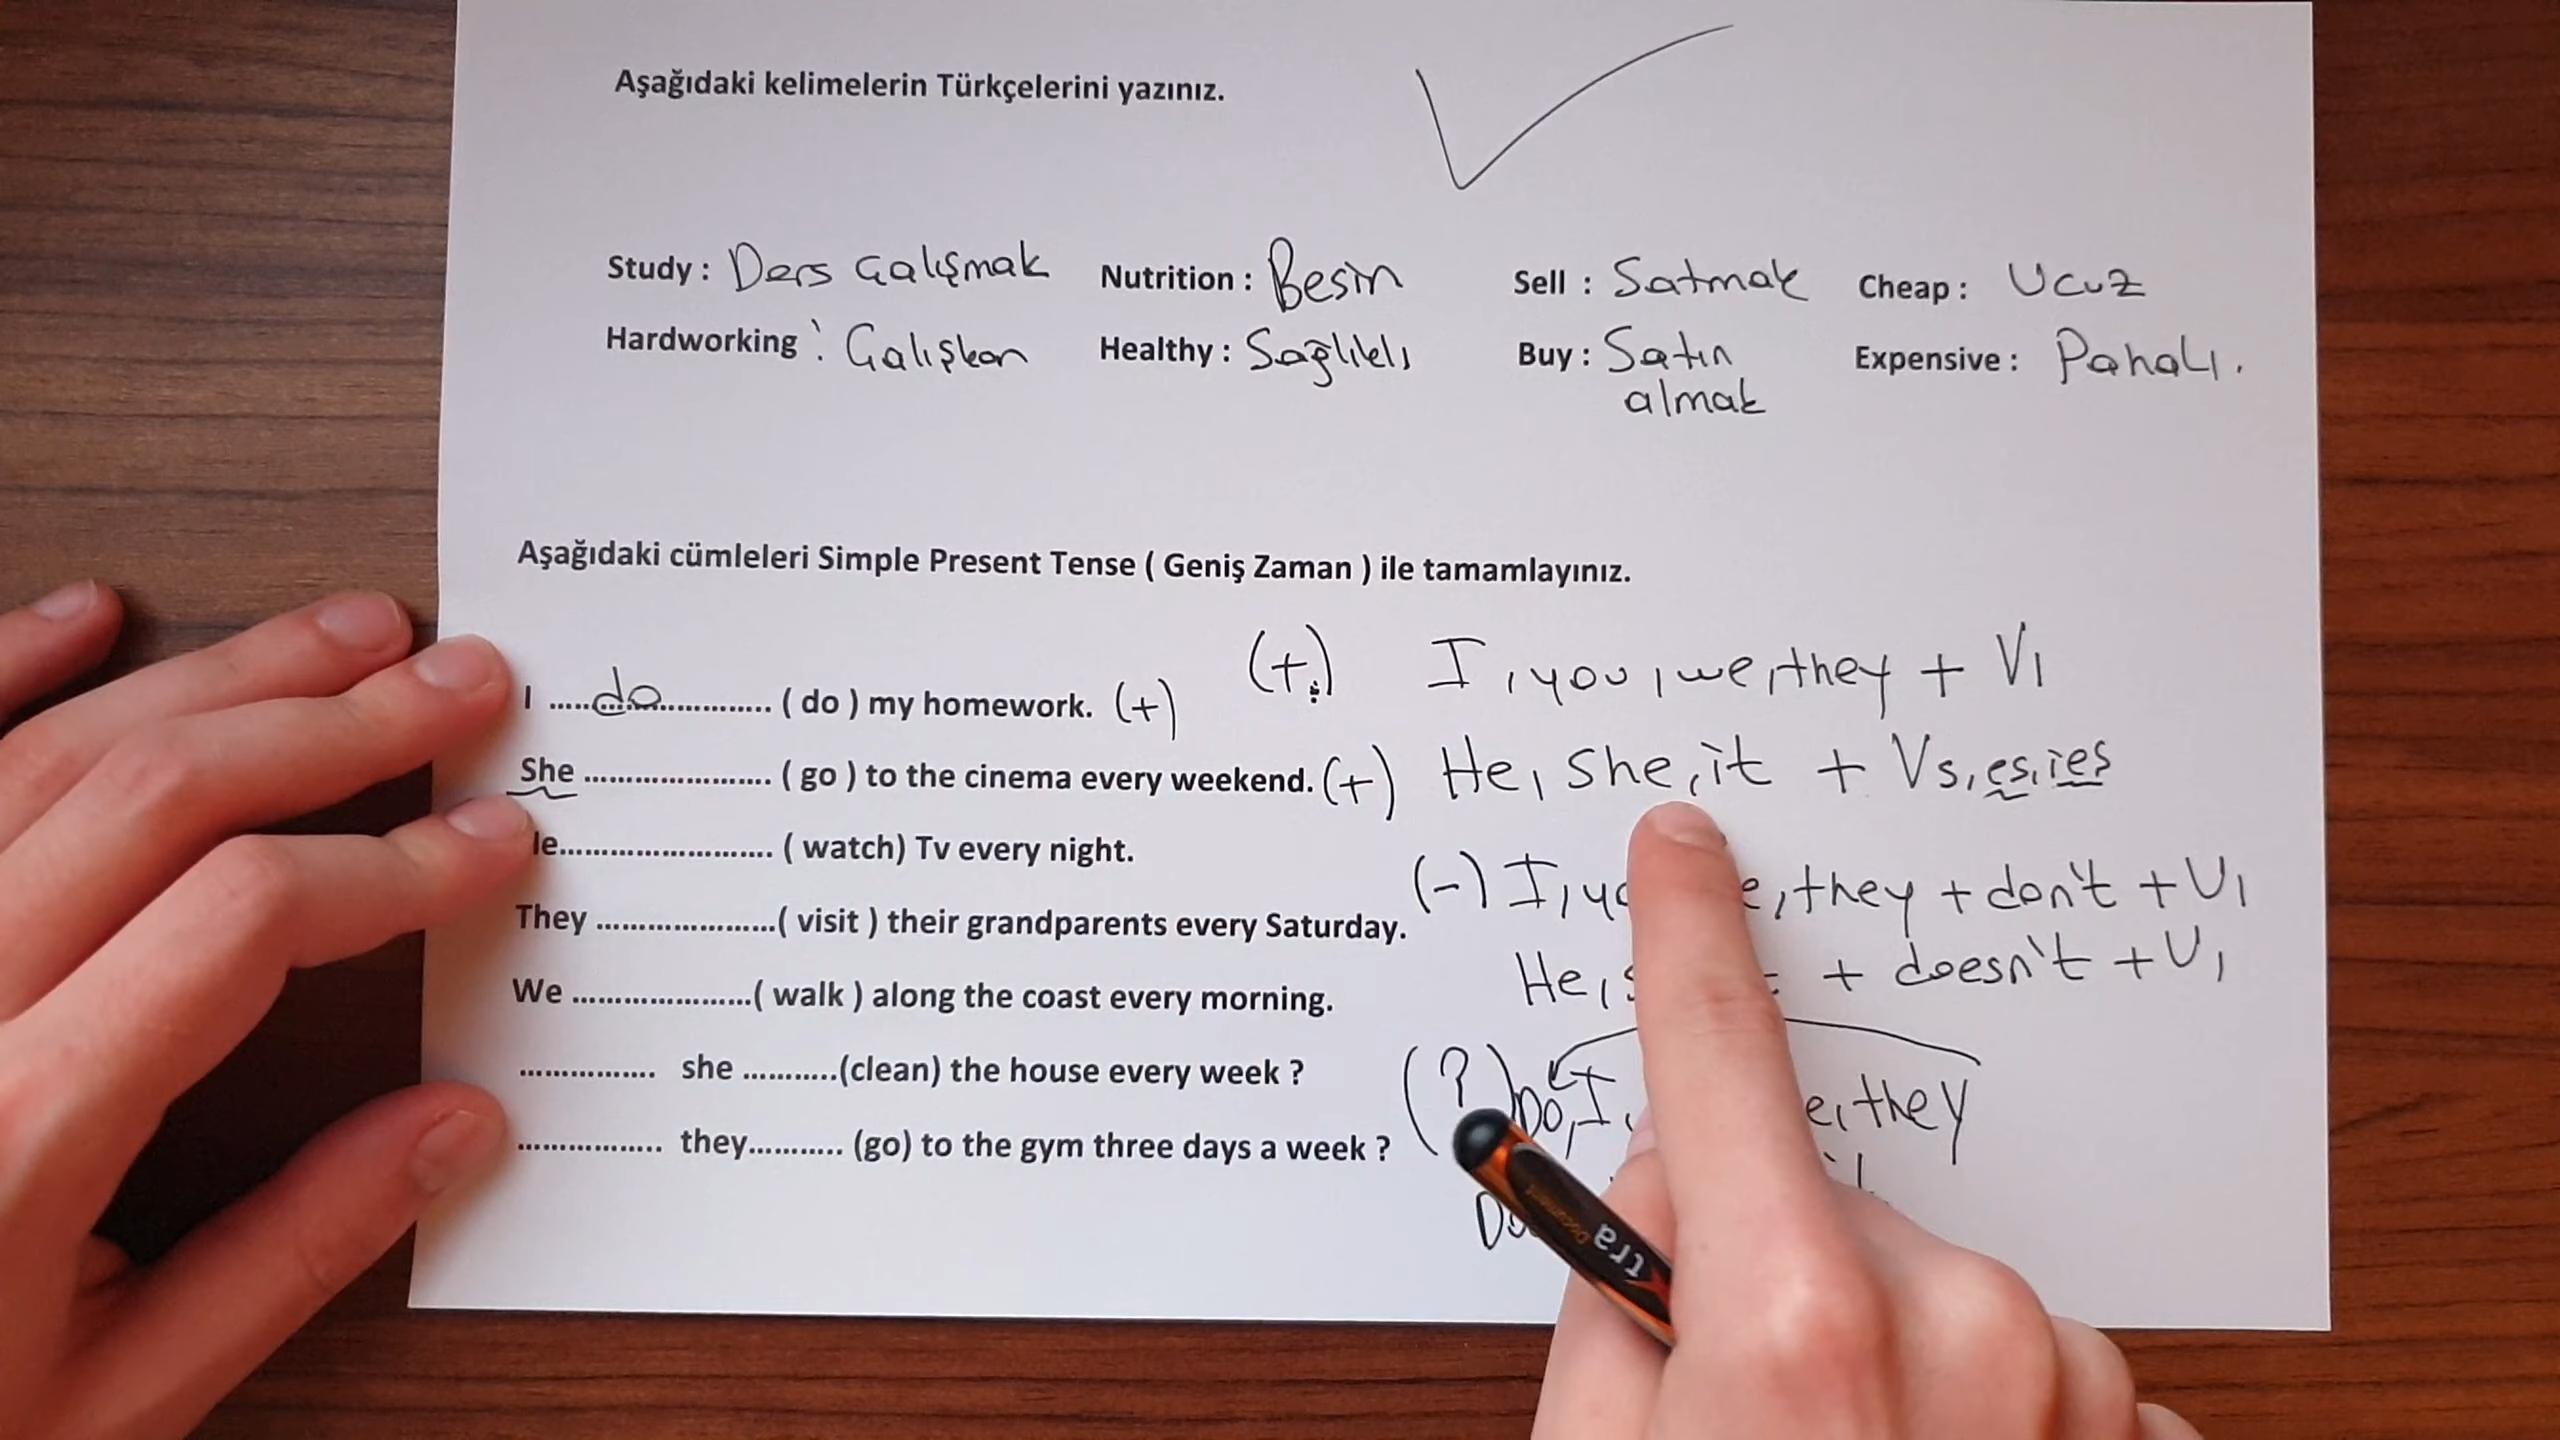 Aşağıdaki kelimelerin Türkçelerini yazınız.
Study : Ders Çalışmak Nutrition : Besin Sell : Satmak Cheap : Ucuz
Hardworking : Çalışkan Healthy : Sağlıklı Buy : Satın almak Expensive : Pahalı.
Aşağıdaki cümleleri Simple Present Tense ( Geniş Zaman ) ile tamamlayınız.
I .....do................ ( do ) my homework. (+)
She ........................ ( go ) to the cinema every weekend. (+)
le........................... ( watch) Tv every night.
They .......................( visit ) their grandparents every Saturday.
We .......................( walk ) along the coast every morning.
................. she ............(clean) the house every week ?
.................. they............ (go) to the gym three days a week ?
(+) I, you, we, they + V1
He, she, it + Vs, es, ies
(-) I, they + don't + V1
He, + doesn't + V1
(?) Do, I, they
tra